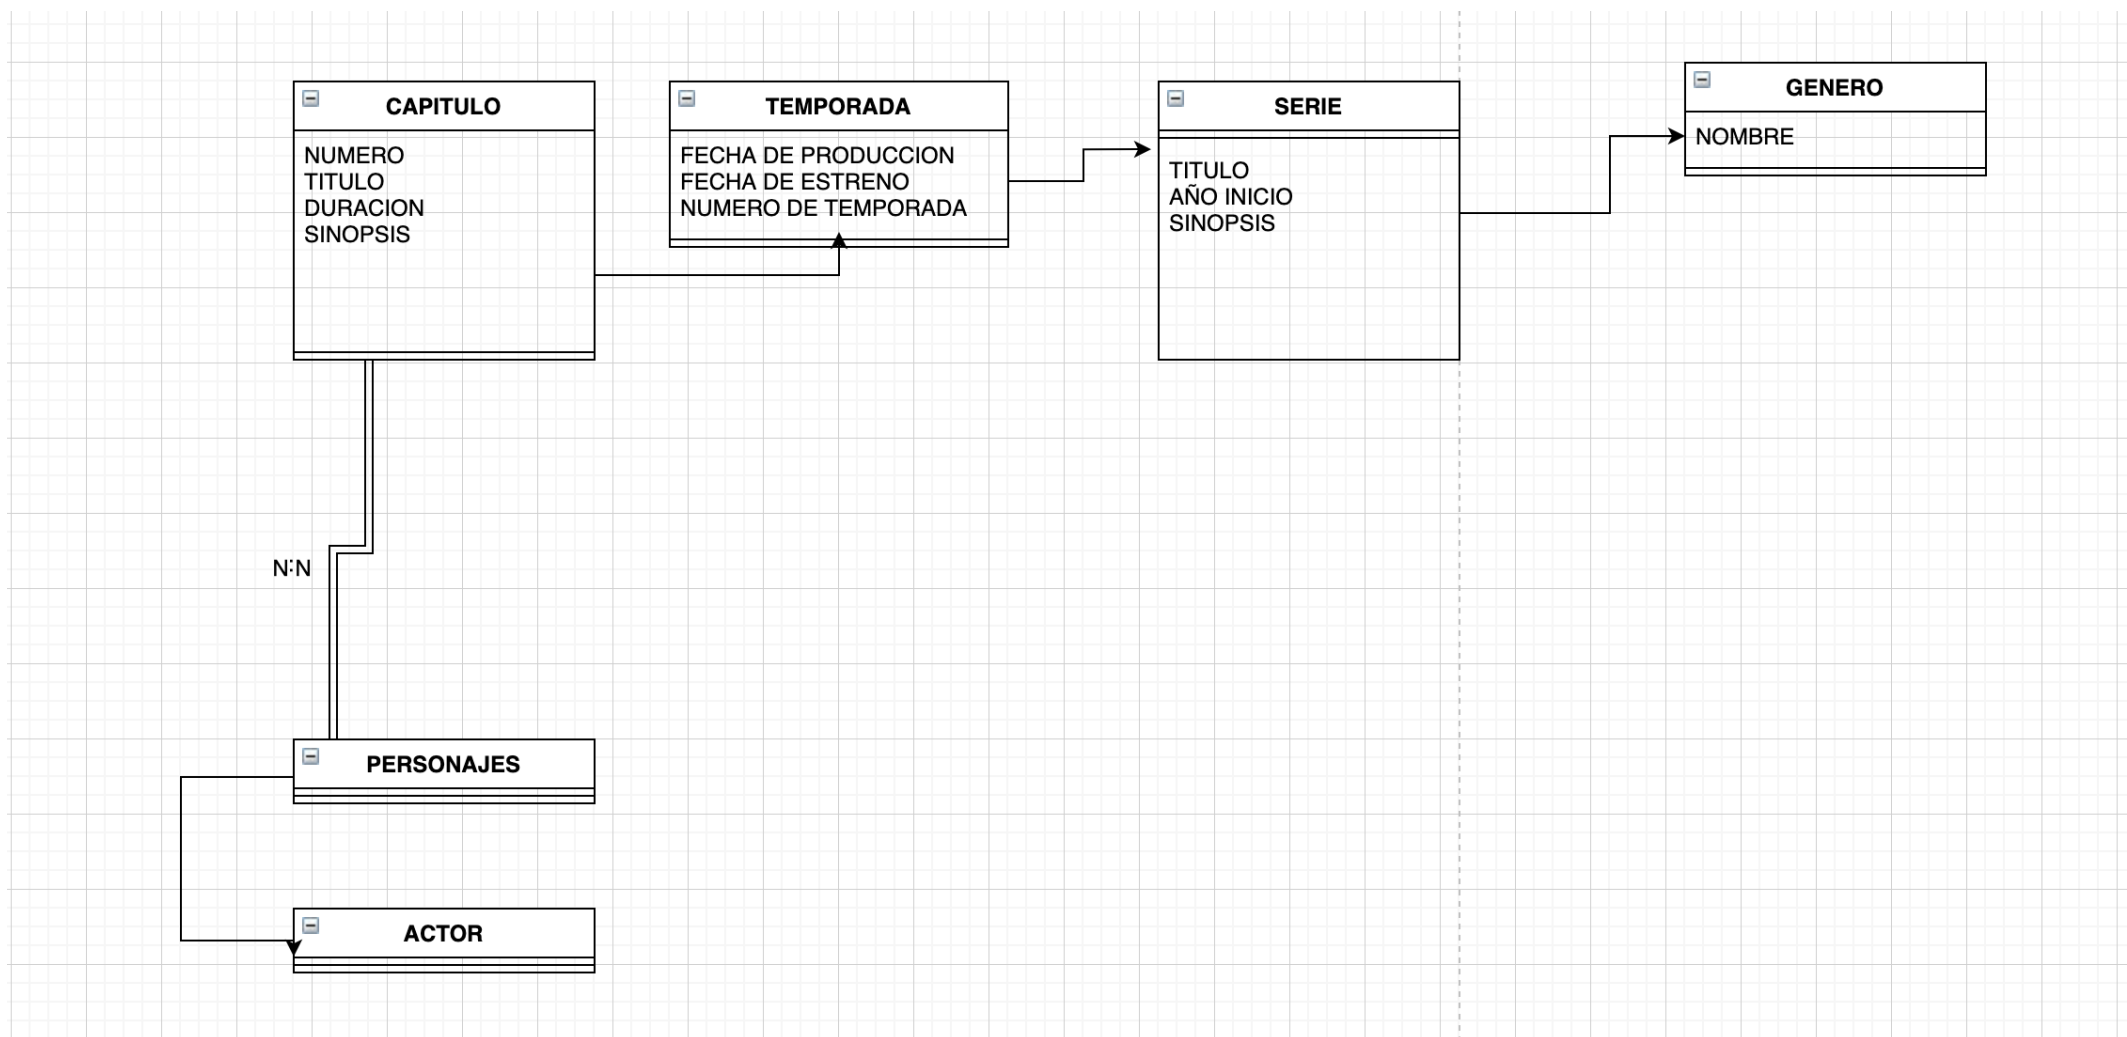 CAPITULO
NUMERO
TITULO
DURACION
SINOPSIS
TEMPORADA
FECHA DE PRODUCCION
FECHA DE ESTRENO
NUMERO DE TEMPORADA
SERIE
TITULO
AÑO INICIO
SINOPSIS
GENERO
NOMBRE
N:N
PERSONAJES
ACTOR